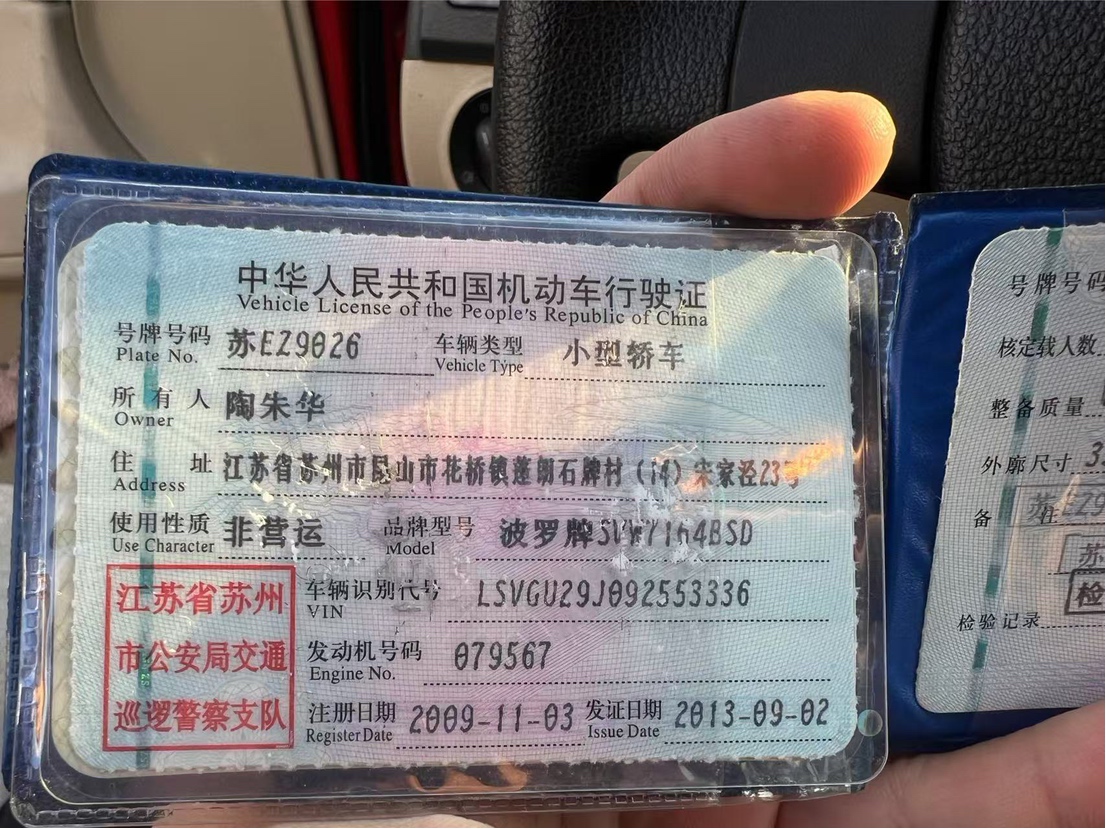 中华人民共和国机动车行驶证
Vehicle License of the People's Republic of China
号牌号码 苏EZ9026 车辆类型 小型轿车
Plate No. Vehicle Type
所有人 陶朱华
Owner
住址 江苏省苏州市昆山市花桥镇蓬朗石牌村(14)宋家泾23号
Address
使用性质 非营运 品牌型号 波罗牌SVW7164BSD
Use Character Model
江苏省苏州
市公安局交通
巡逻警察支队
车辆识别代号 LSVGU29J092553336
VIN
发动机号码 079567
Engine No.
注册日期 2009-11-03 发证日期 2013-09-02
Register Date Issue Date
号牌号码
核定载人数
整备质量
外廓尺寸
备注 苏EZ9
苏
检
检验记录